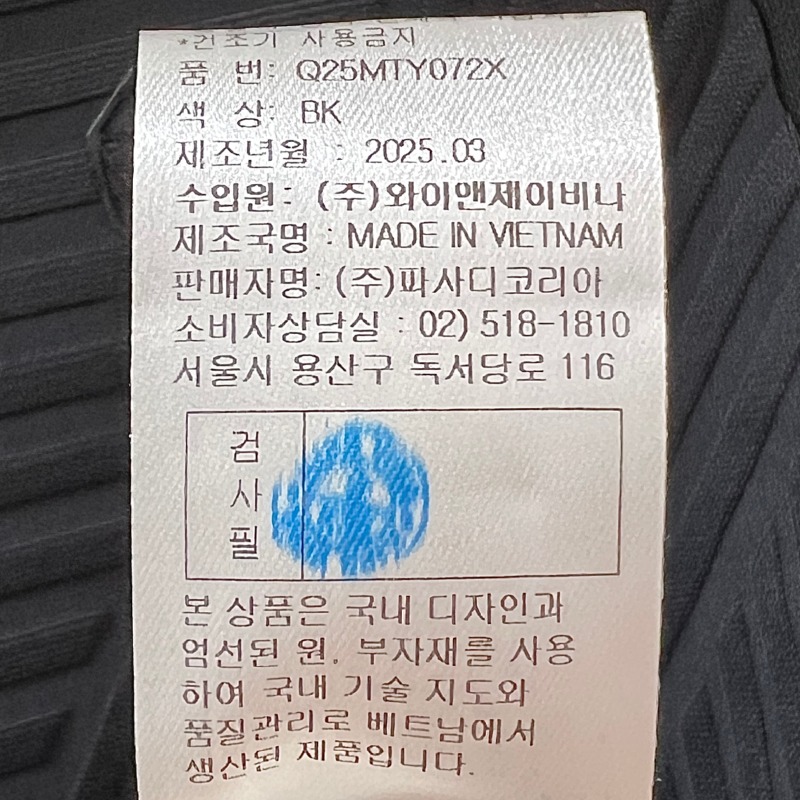 *건조기 사용금지
품 번: Q25MTY072X
색 상: BK
제조년월 : 2025.03
수입원: (주)와이앤제이비나
제조국명 : MADE IN VIETNAM
판매자명: (주)파사디코리아
소비자상담실 : 02) 518-1810
서울시 용산구 독서당로 116
검
사
필
본 상품은 국내 디자인과
엄선된 원, 부자재를 사용
하여 국내 기술 지도와
품질관리로 베트남에서
생산된 제품입니다.